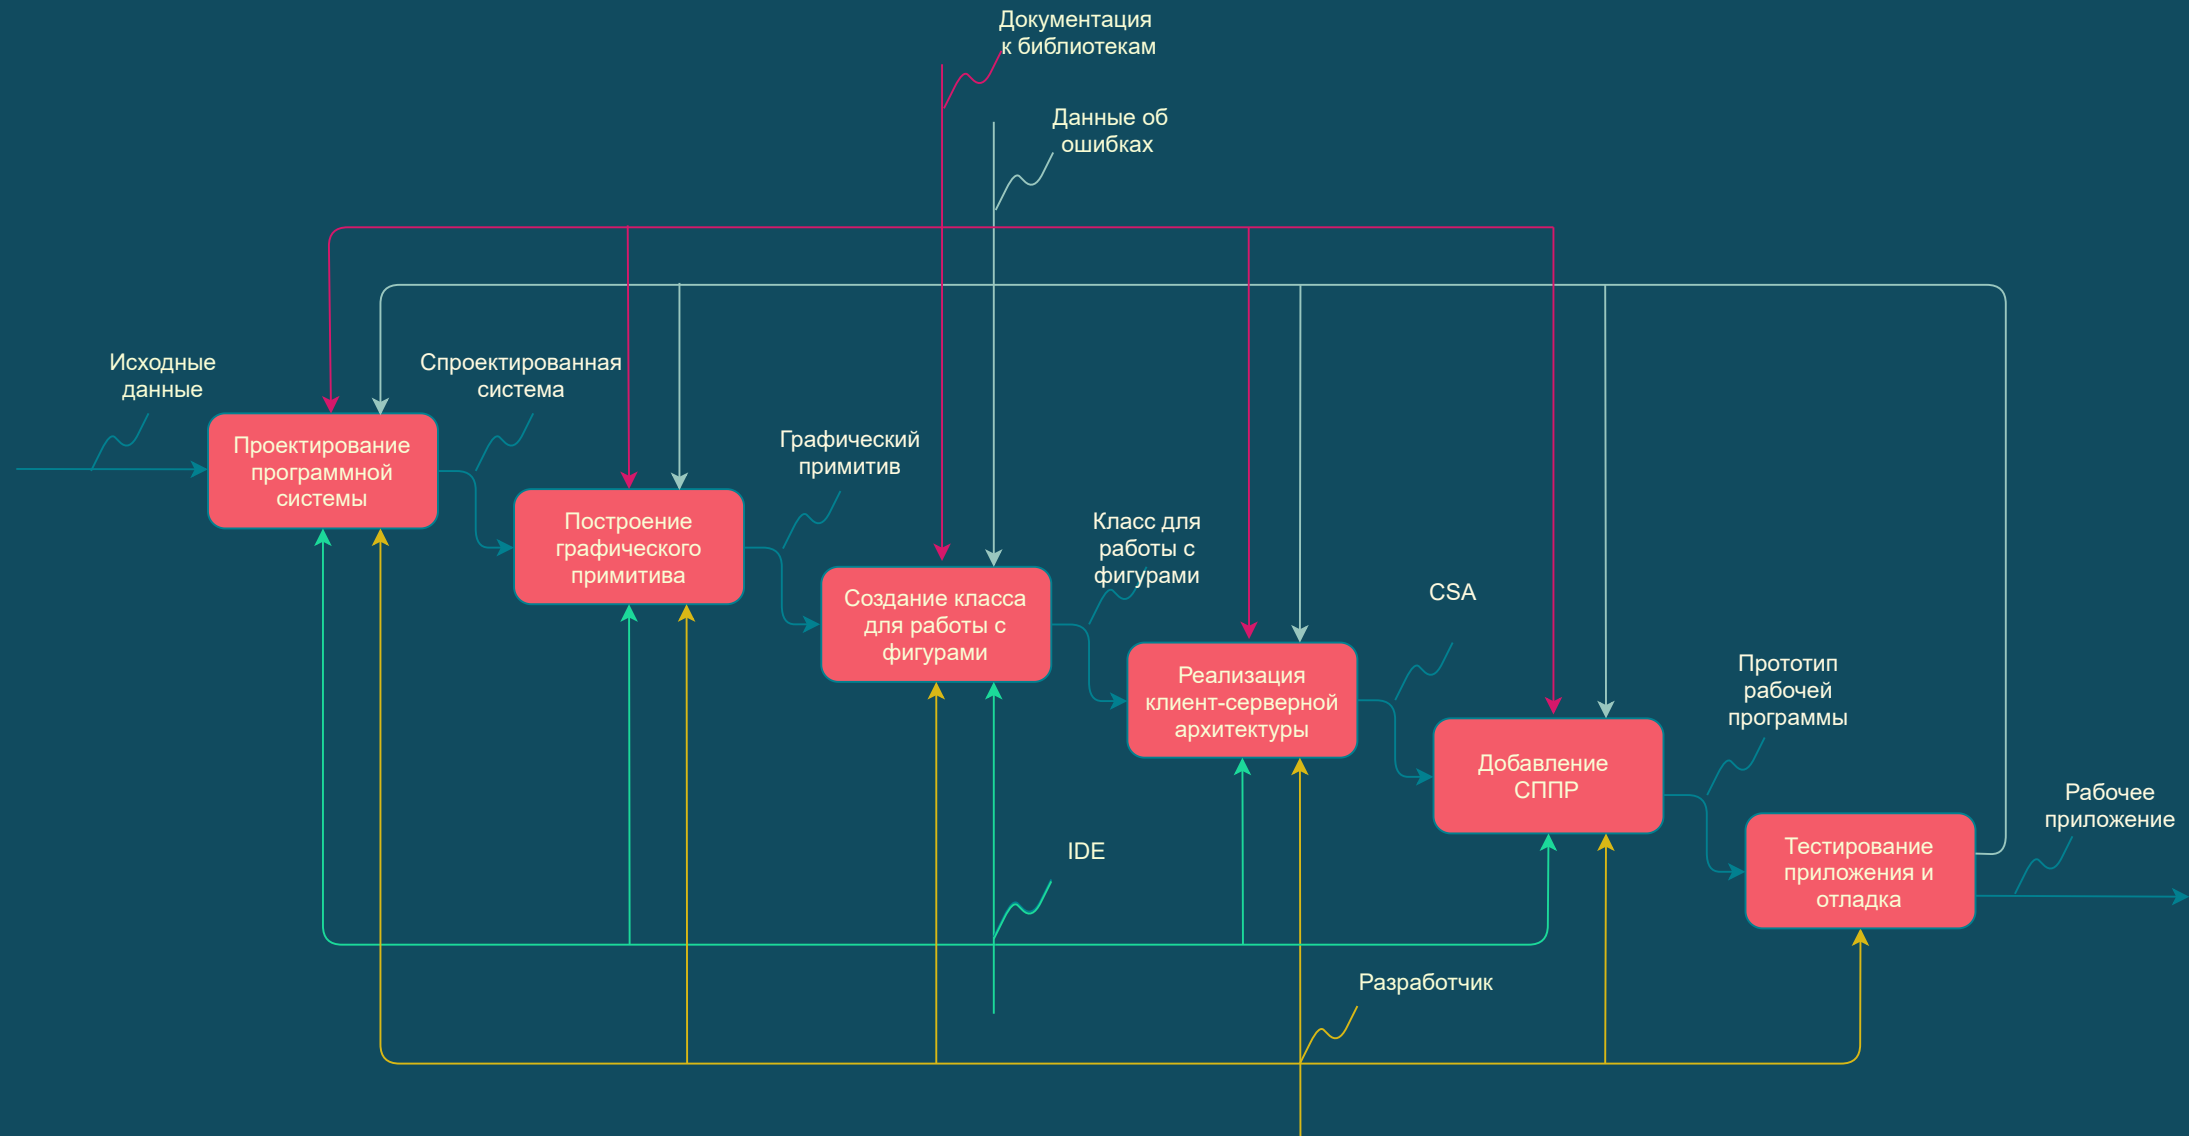 Документация
к библиотекам
Данные об
ошибках
Исходные
данные
Спроектированная
система
Проектирование
программной
системы
Графический
примитив
Построение
графического
примитива
Класс для
работы с
фигурами
Создание класса
для работы с
фигурами
CSA
Реализация
клиент-серверной
архитектуры
Прототип
рабочей
программы
Добавление
СППР
Рабочее
приложение
Тестирование
приложения и
отладка
IDE
Разработчик